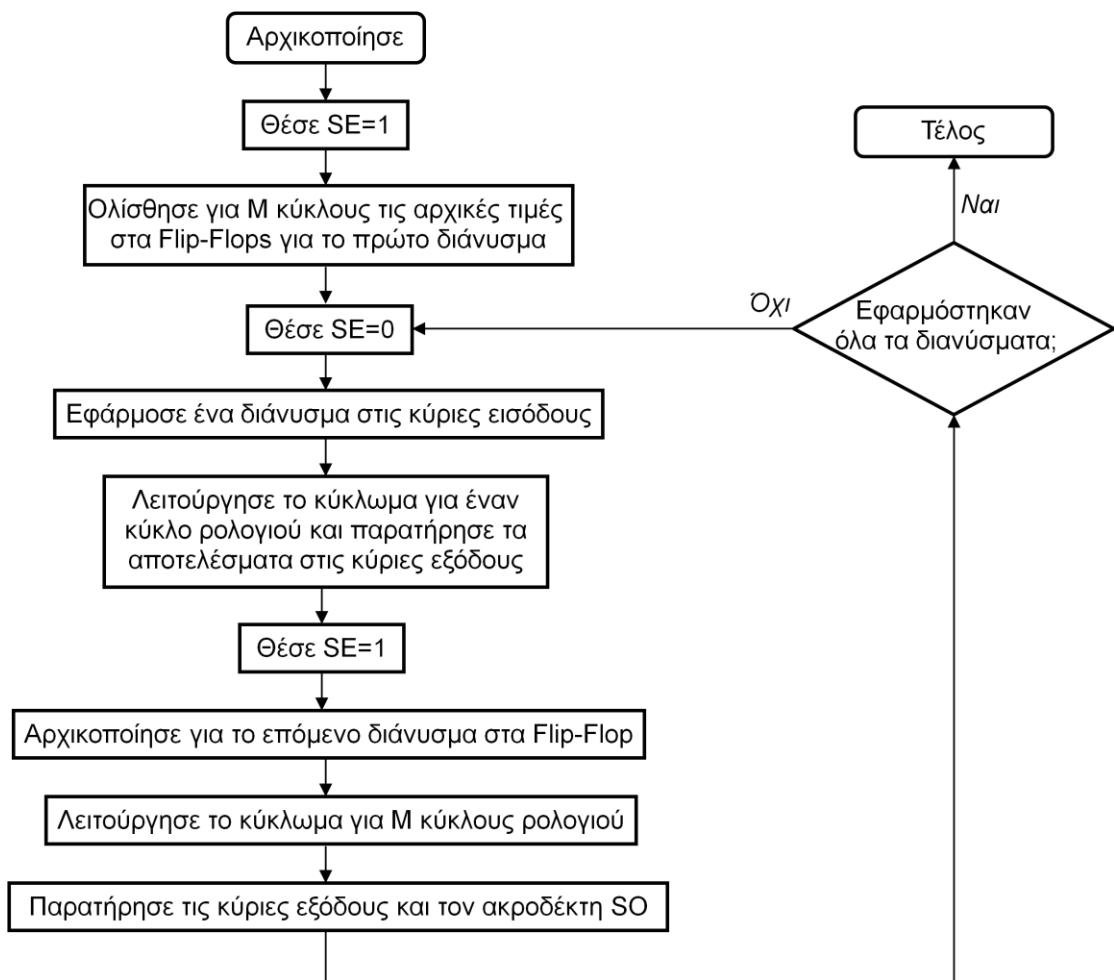 Αρχικοποίησε
Θέσε SE=1
Ολίσθησε για Μ κύκλους τις αρχικές τιμές
στα Flip-Flops για το πρώτο διάνυσμα
Θέσε SE=0
Εφάρμοσε ένα διάνυσμα στις κύριες εισόδους
Λειτούργησε το κύκλωμα για έναν
κύκλο ρολογιού και παρατήρησε τα
αποτελέσματα στις κύριες εξόδους
Θέσε SE=1
Αρχικοποίησε για το επόμενο διάνυσμα στα Flip-Flop
Λειτούργησε το κύκλωμα για Μ κύκλους ρολογιού
Παρατήρησε τις κύριες εξόδους και τον ακροδέκτη SO
Εφαρμόστηκαν
όλα τα διανύσματα;
Όχι
Ναι
Τέλος